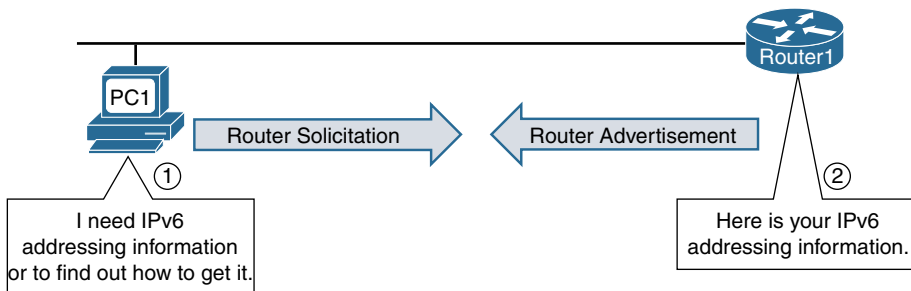 Router1
PC1
Router Solicitation
Router Advertisement
1
I need IPv6
addressing information
or to find out how to get it.
2
Here is your IPv6
addressing information.